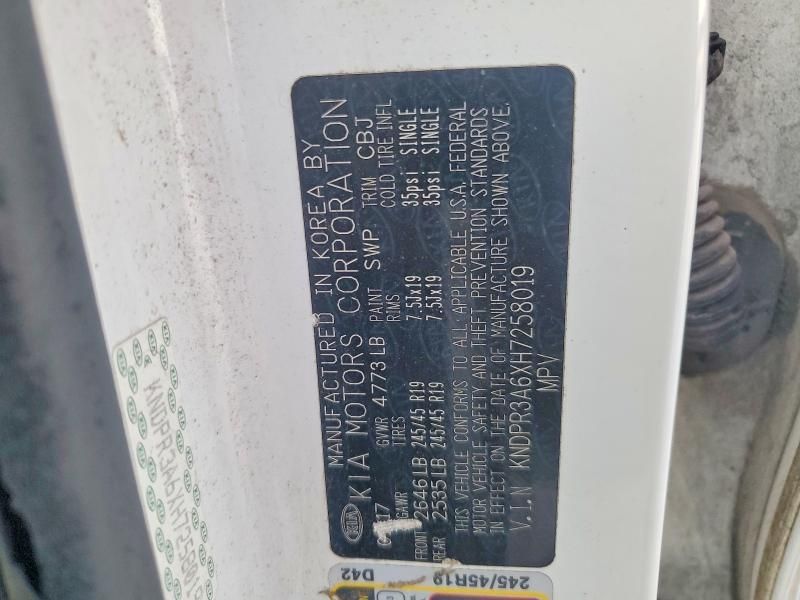 KIA
MANUFACTURED IN KOREA BY
KIA MOTORS CORPORATION
17 GVWR 4773 LB PAINT SWP TRIM CBJ
GAWR TIRES RIMS COLD TIRE INFL
FRONT 2646 LB 245/45 R19 7.5Jx19 35psi SINGLE
REAR 2535 LB 245/45 R19 7.5Jx19 35psi SINGLE
THIS VEHICLE CONFORMS TO ALL APPLICABLE U.S.A. FEDERAL
MOTOR VEHICLE SAFETY AND THEFT PREVENTION STANDARDS
IN EFFECT ON THE DATE OF MANUFACTURE SHOWN ABOVE.
V.I.N KNDPR3A6XH7258019
MPV
KNDPR3A6XH7258019
D42
245/45R19